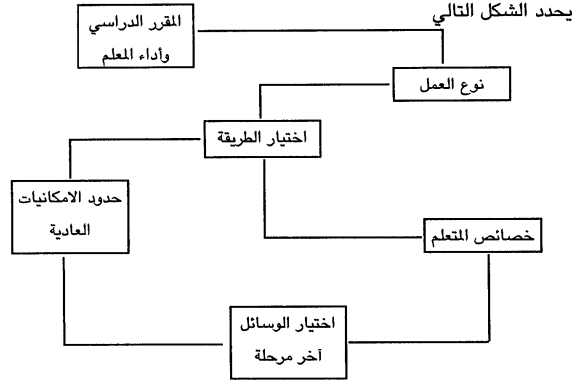 يحدد الشكل التالي
المقرر الدراسي
وأداء المعلم
نوع العمل
اختيار الطريقة
حدود الامكانيات
العادية
خصائص المتعلم
اختيار الوسائل
آخر مرحلة